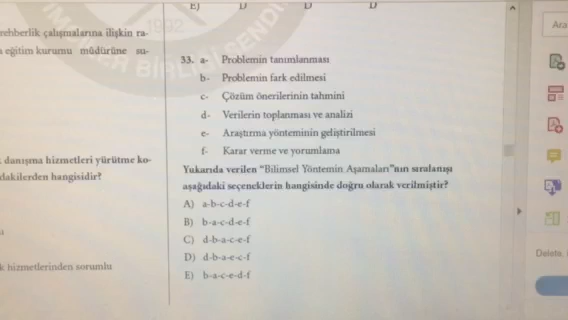 E) D D D
1992
rehberlik çalışmalarına ilişkin ra-
eğitim kurumu müdürüne su-
danışma hizmetleri yürütme ko-
dakilerden hangisidir?
k hizmetlerinden sorumlu
33. a- Problemin tanımlanması
b- Problemin fark edilmesi
c- Çözüm önerilerinin tahmini
d- Verilerin toplanması ve analizi
e- Araştırma yönteminin geliştirilmesi
f- Karar verme ve yorumlama
Yukarıda verilen “Bilimsel Yöntemin Aşamaları”nın sıralanışı
aşağıdaki seçeneklerin hangisinde doğru olarak verilmiştir?
A) a-b-c-d-e-f
B) b-a-c-d-e-f
C) d-b-a-c-e-f
D) d-b-a-e-c-f
E) b-a-c-e-d-f
Ara
Delete,